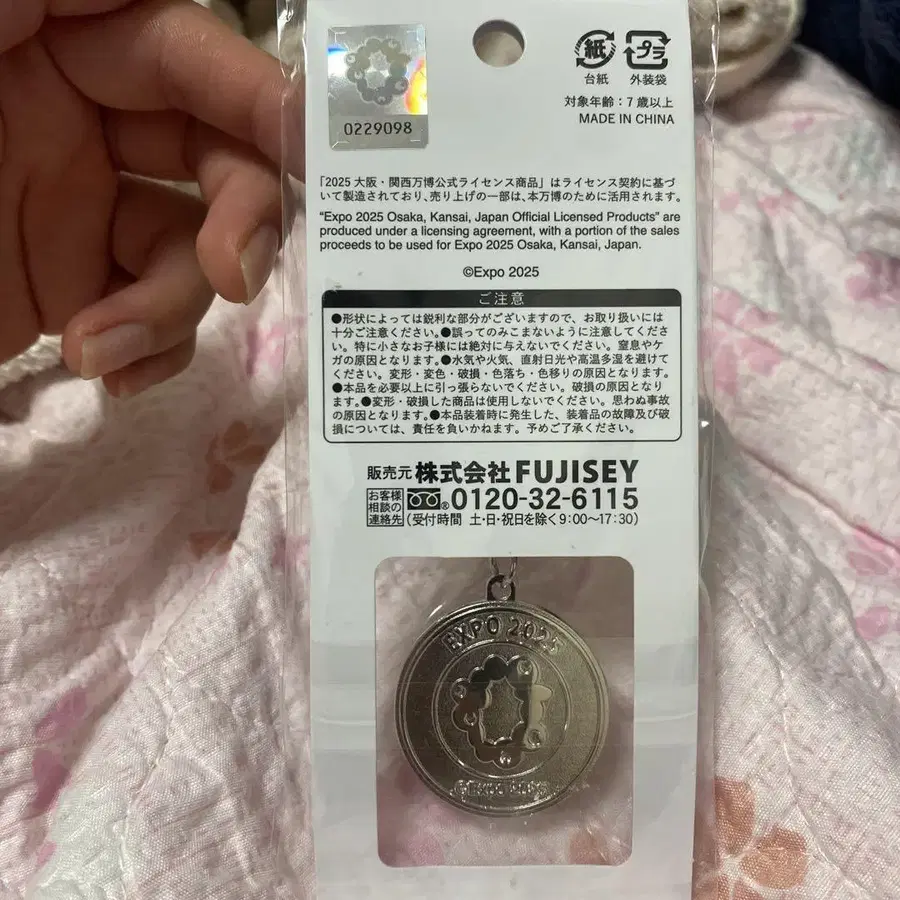 0229098
紙
プラ
台紙 外装袋
対象年齢：7歳以上
MADE IN CHINA
「2025 大阪・関西万博公式ライセンス商品」はライセンス契約に基づ
いて製造されており、売り上げの一部は、本万博のために活用されます。
“Expo 2025 Osaka, Kansai, Japan Official Licensed Products” are
produced under a licensing agreement, with a portion of the sales
proceeds to be used for Expo 2025 Osaka, Kansai, Japan.
©Expo 2025
ご注意
●形状によっては鋭利な部分がございますので、お取り扱いには
十分ご注意ください。●誤ってのみこまないように注意してくださ
い。特に小さなお子様には絶対に与えないでください。窒息やケ
ガの原因となります。●水気や火気、直射日光や高温多湿を避けて
ください。変形・変色・破損・色落ち・色移りの原因となります。
●本品を必要以上に引っ張らないでください。破損の原因となり
ます。●変形・破損した商品は使用しないでください。思わぬ事故
の原因となります。●本品装着時に発生した、装着品の故障及び破
損については、責任を負いかねます。予めご了承ください。
販売元 株式会社 FUJISEY
お客様相談の連絡先 ® 0120-32-6115
(受付時間 土・日・祝日を除く9:00〜17:30)
EXPO 2025